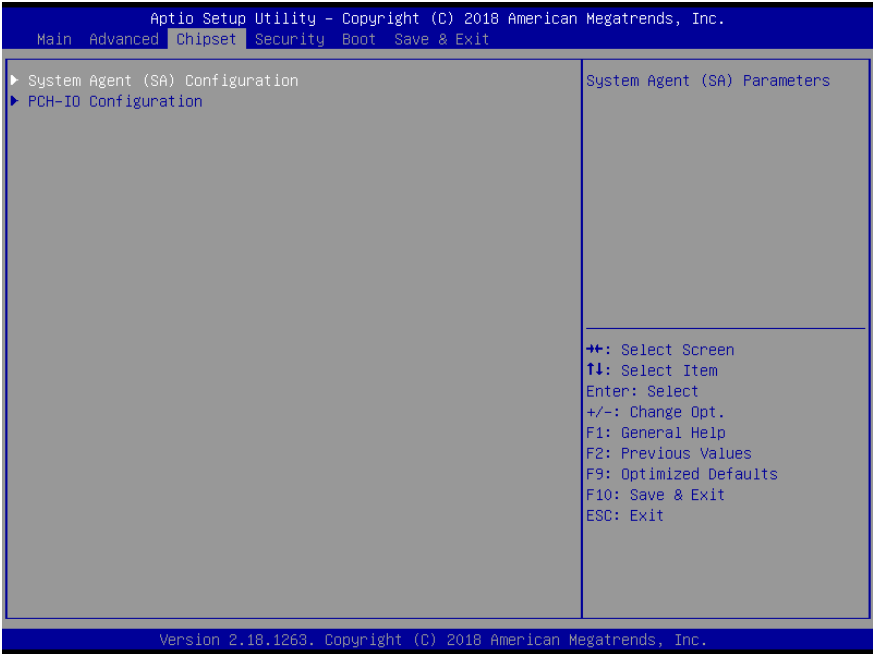 Aptio Setup Utility – Copyright (C) 2018 American Megatrends, Inc.
Main Advanced Chipset Security Boot Save & Exit
▶ System Agent (SA) Configuration
▶ PCH-IO Configuration
System Agent (SA) Parameters
→←: Select Screen
↑↓: Select Item
Enter: Select
+/-: Change Opt.
F1: General Help
F2: Previous Values
F9: Optimized Defaults
F10: Save & Exit
ESC: Exit
Version 2.18.1263. Copyright (C) 2018 American Megatrends, Inc.